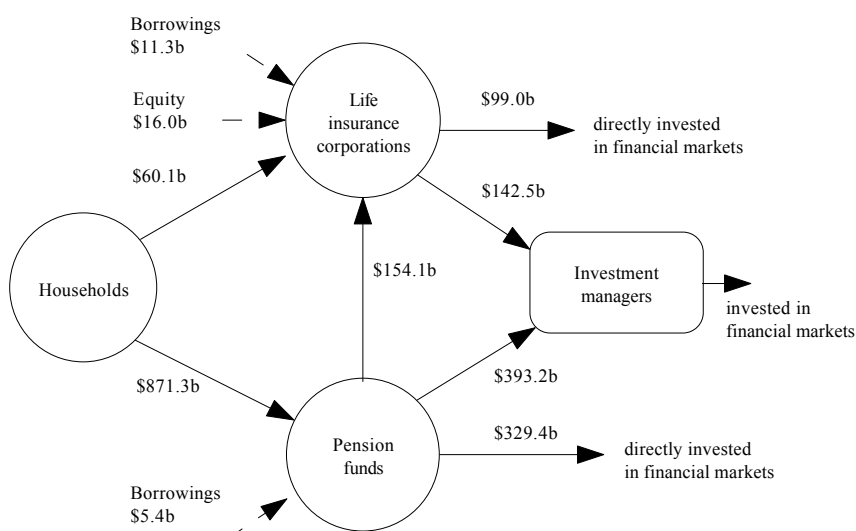 Borrowings
$11.3b
Equity
$16.0b
Life
insurance
corporations
$99.0b
directly invested
in financial markets
$60.1b
$142.5b
Households
$154.1b
Investment
managers
invested in
financial markets
$871.3b
$393.2b
Pension
funds
$329.4b
directly invested
in financial markets
Borrowings
$5.4b